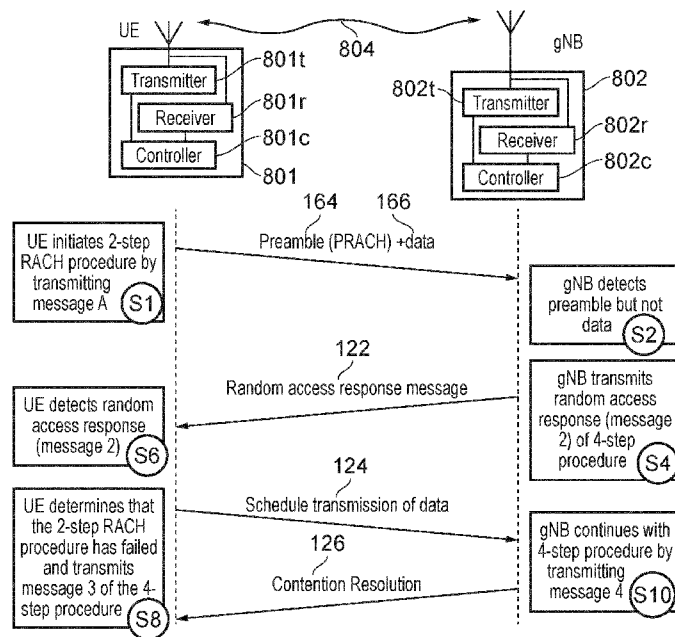 UE
804
gNB
801t
Transmitter
801r
Receiver
801c
Controller
801
802
802t
Transmitter
802r
Receiver
802c
Controller
164
166
Preamble (PRACH) +data
UE initiates 2-step
RACH procedure by
transmitting
message A
S1
gNB detects
preamble but not
data
S2
122
Random access response message
gNB transmits
random access
response (message
2) of 4-step
procedure
S4
UE detects random
access response
(message 2)
S6
124
Schedule transmission of data
UE determines that
the 2-step RACH
procedure has failed
and transmits
message 3 of the 4-
step procedure
S8
126
Contention Resolution
gNB continues with
4-step procedure by
transmitting
message 4
S10